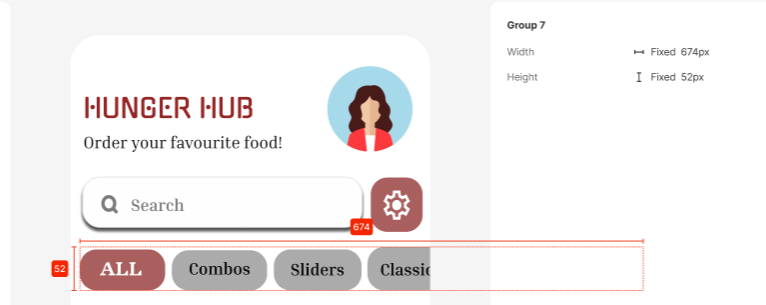 Group 7
Width Fixed 674px
Height Fixed 52px
HUNGER HUB
Order your favourite food!
Search
674
52
ALL Combos Sliders Classic